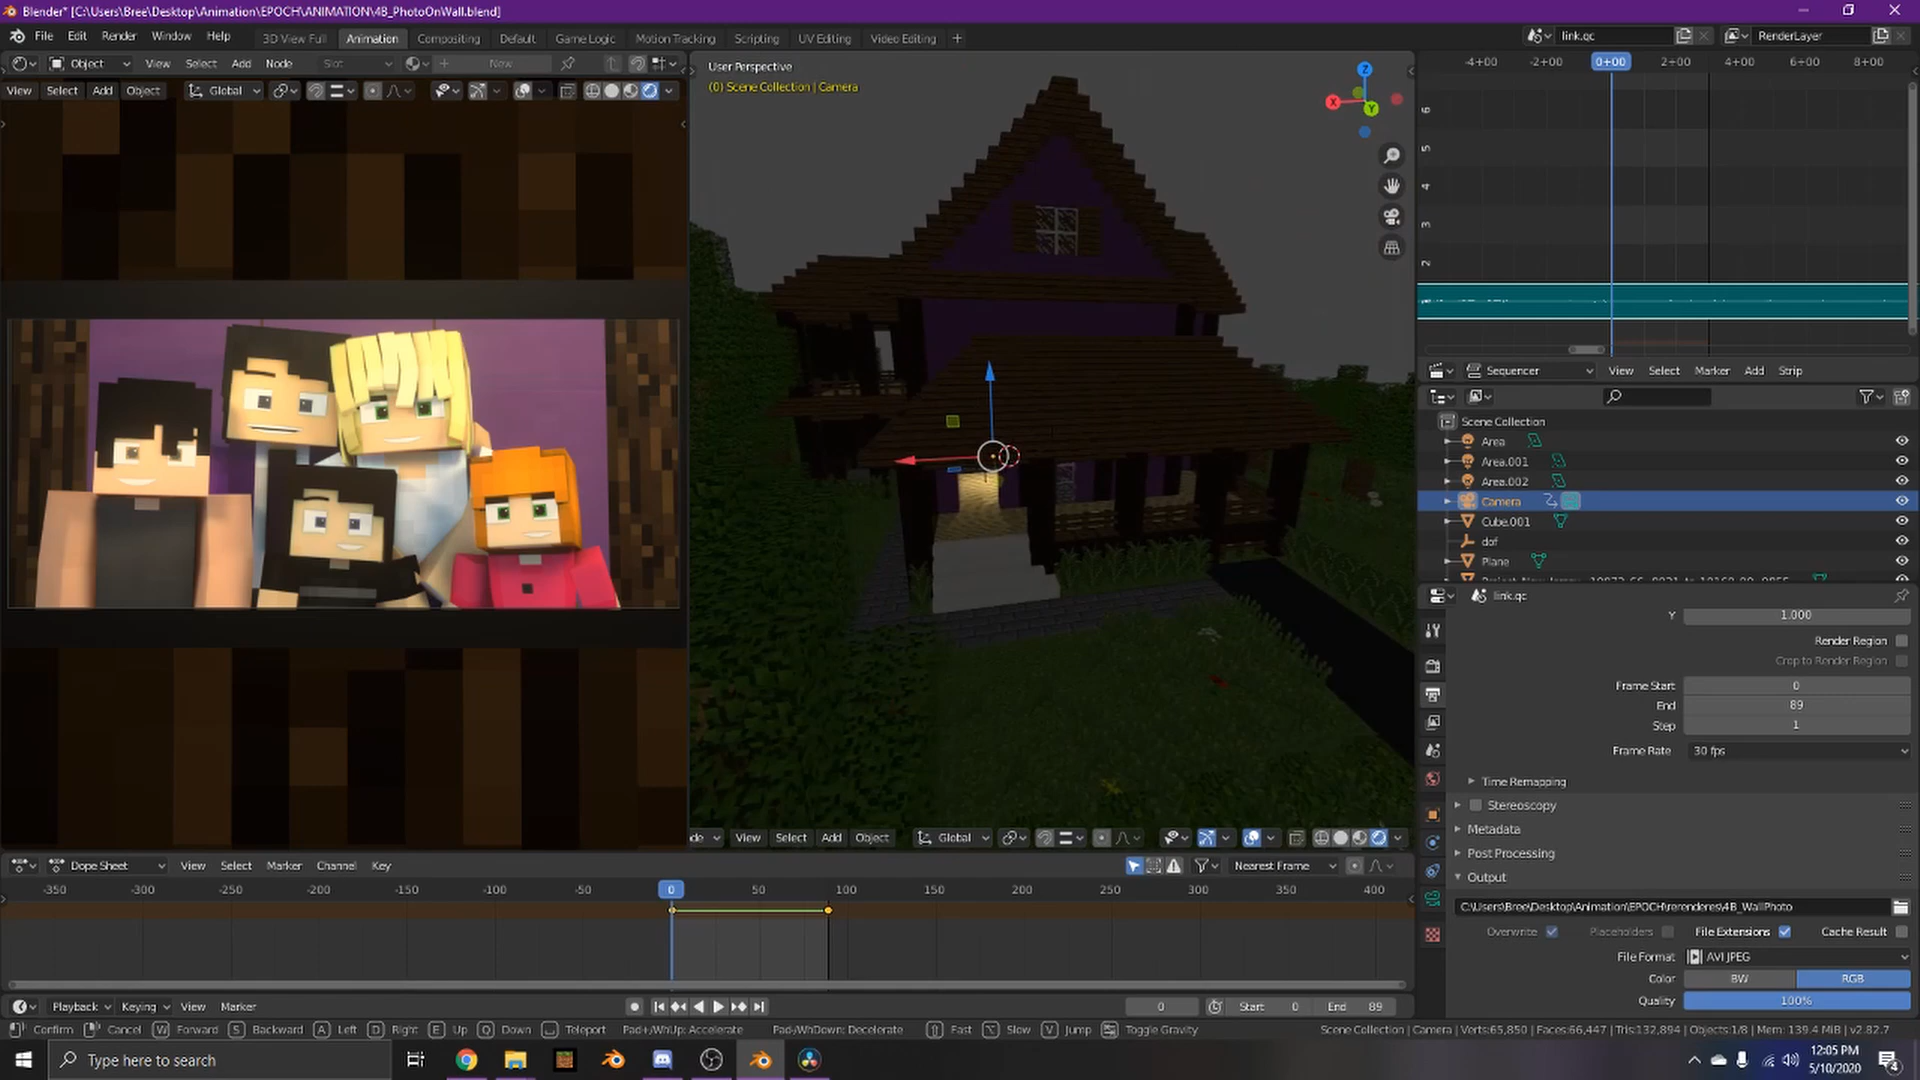 Blender* [C:\Users\Bree\Desktop\Animation\EPOCH\ANIMATION\4B_PhotoOnWall.blend]
File Edit Render Window Help 3D View Full Animation Compositing Default Game Logic Motion Tracking Scripting UV Editing Video Editing +
link.qc RenderLayer
Object View Select Add Node Slot New
View Select Add Object Global
User Perspective
(0) Scene Collection | Camera
Z
X
Y
-4+00 -2+00 0+00 2+00 4+00 6+00 8+00
6
5
4
3
2
Sequencer View Select Marker Add Strip
Scene Collection
Area
Area.001
Area.002
Camera
Cube.001
dof
Plane
link.qc
Y 1.000
Render Region
Crop to Render Region
Frame Start 0
End 89
Step 1
Frame Rate 30 fps
Time Remapping
Stereoscopy
Metadata
Post Processing
Output
C:\Users\Bree\Desktop\Animation\EPOCH\rerenderes\4B_WallPhoto
Overwrite Placeholders File Extensions Cache Result
File Format AVI JPEG
Color BW RGB
Quality 100%
de View Select Add Object Global
Dope Sheet View Select Marker Channel Key Nearest Frame
-350 -300 -250 -200 -150 -100 -50 0 50 100 150 200 250 300 350 400
Playback Keying View Marker 0 Start 0 End 89
Confirm Cancel W Forward S Backward A Left D Right E Up Q Down Teleport Pad+/WhUp: Accelerate Pad-/WhDown: Decelerate Fast Slow V Jump Toggle Gravity Scene Collection | Camera | Verts:65,850 | Faces:66,447 | Tris:132,894 | Objects:1/8 | Mem: 139.4 MiB | v2.82.7
Type here to search
12:05 PM
5/10/2020
4